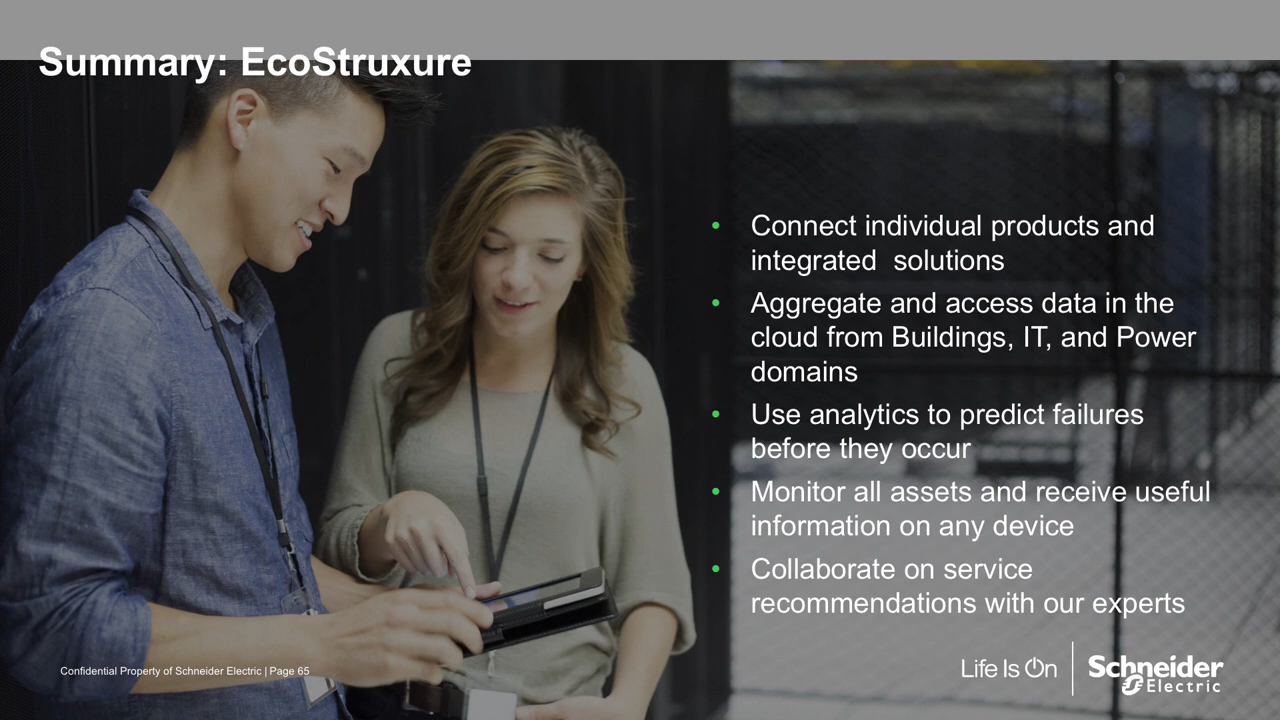 Summary: EcoStruxure
• Connect individual products and
integrated  solutions
• Aggregate and access data in the
cloud from Buildings, IT, and Power
domains
• Use analytics to predict failures
before they occur
• Monitor all assets and receive useful
information on any device
• Collaborate on service
recommendations with our experts
Confidential Property of Schneider Electric | Page 65
Life Is On
Schneider
Electric